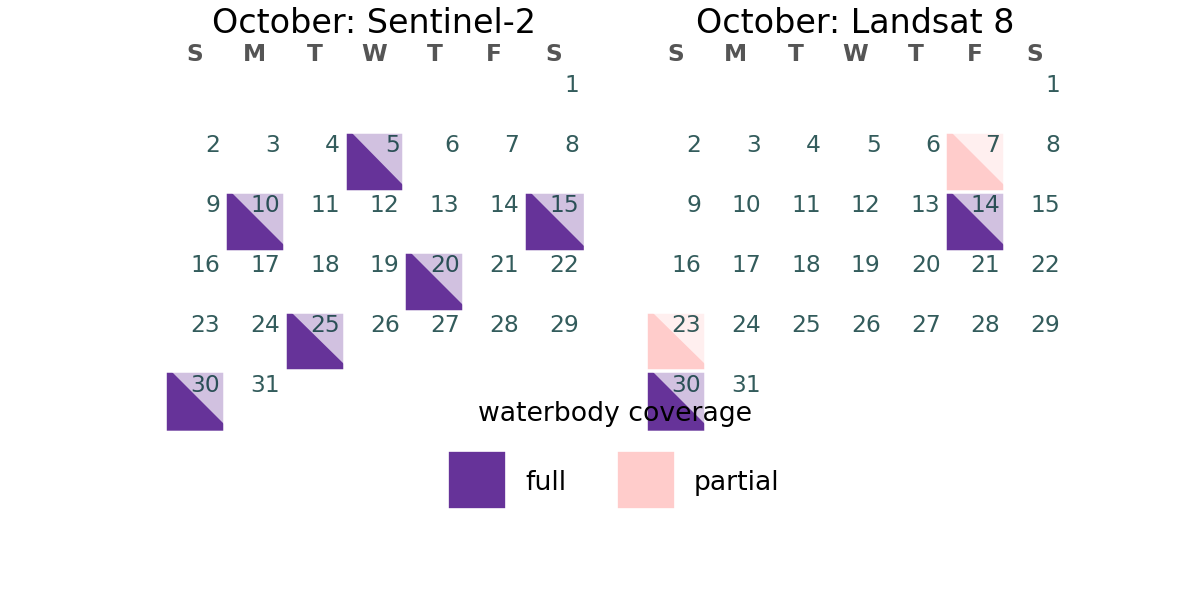 October: Sentinel-2
S M T W T F S
1
2 3 4 5 6 7 8
9 10 11 12 13 14 15
16 17 18 19 20 21 22
23 24 25 26 27 28 29
30 31
October: Landsat 8
S M T W T F S
1
2 3 4 5 6 7 8
9 10 11 12 13 14 15
16 17 18 19 20 21 22
23 24 25 26 27 28 29
30 31
waterbody coverage
full partial